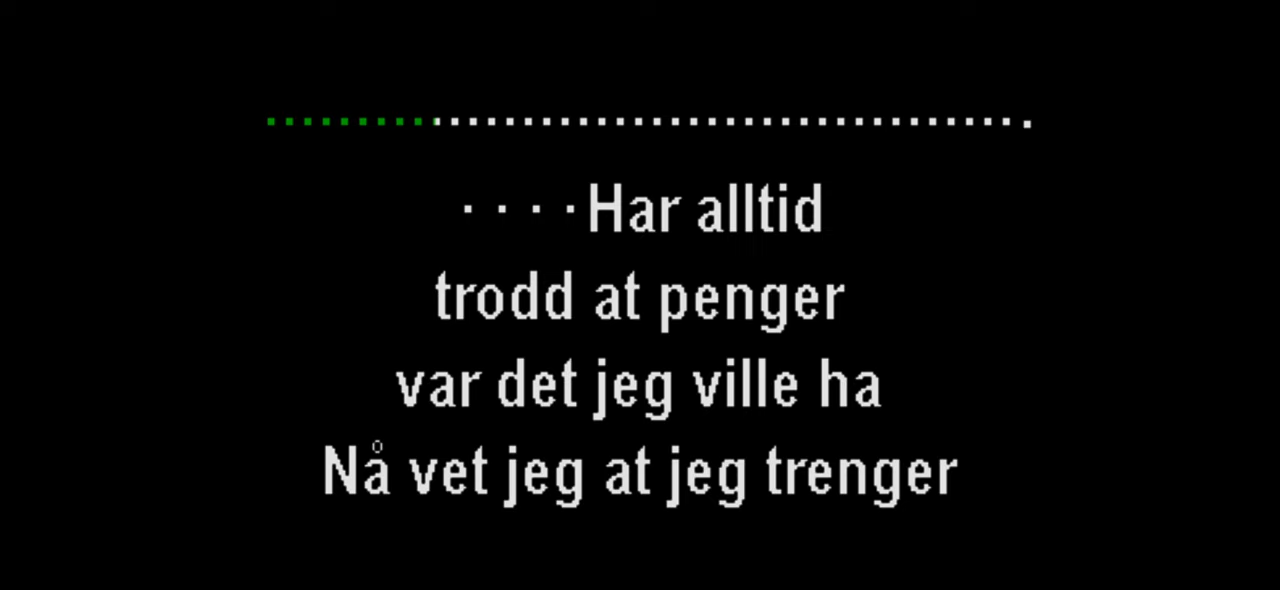 ...........................................
....Har alltid
trodd at penger
var det jeg ville ha
Nå vet jeg at jeg trenger